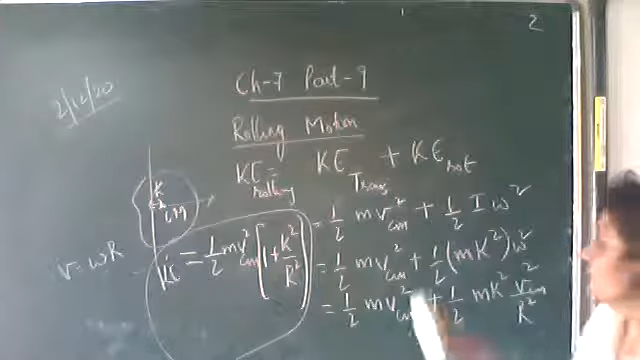 2
2/12/20
Ch-7 Part-9
Rolling Motion
KE rolling = KE Trans + KE rot
= 1/2 mv²cm + 1/2 I ω²
= 1/2 mv²cm + 1/2 (mK²) ω²
= 1/2 mv²cm + 1/2 mK² v²cm/R²
K
CM
v = ωR
KE = 1/2 mv²cm [1 + K²/R²]